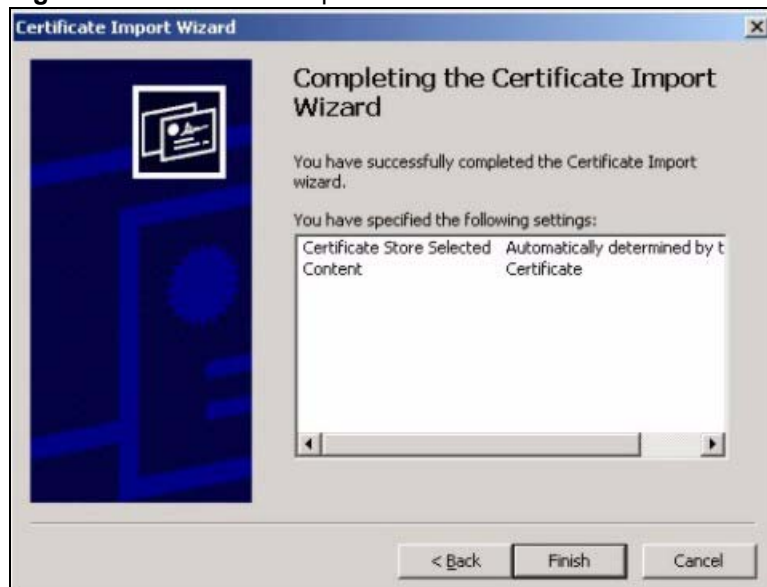 Certificate Import Wizard
Completing the Certificate Import
Wizard
You have successfully completed the Certificate Import
wizard.
You have specified the following settings:
Certificate Store Selected Automatically determined by t
Content Certificate
< Back Finish Cancel